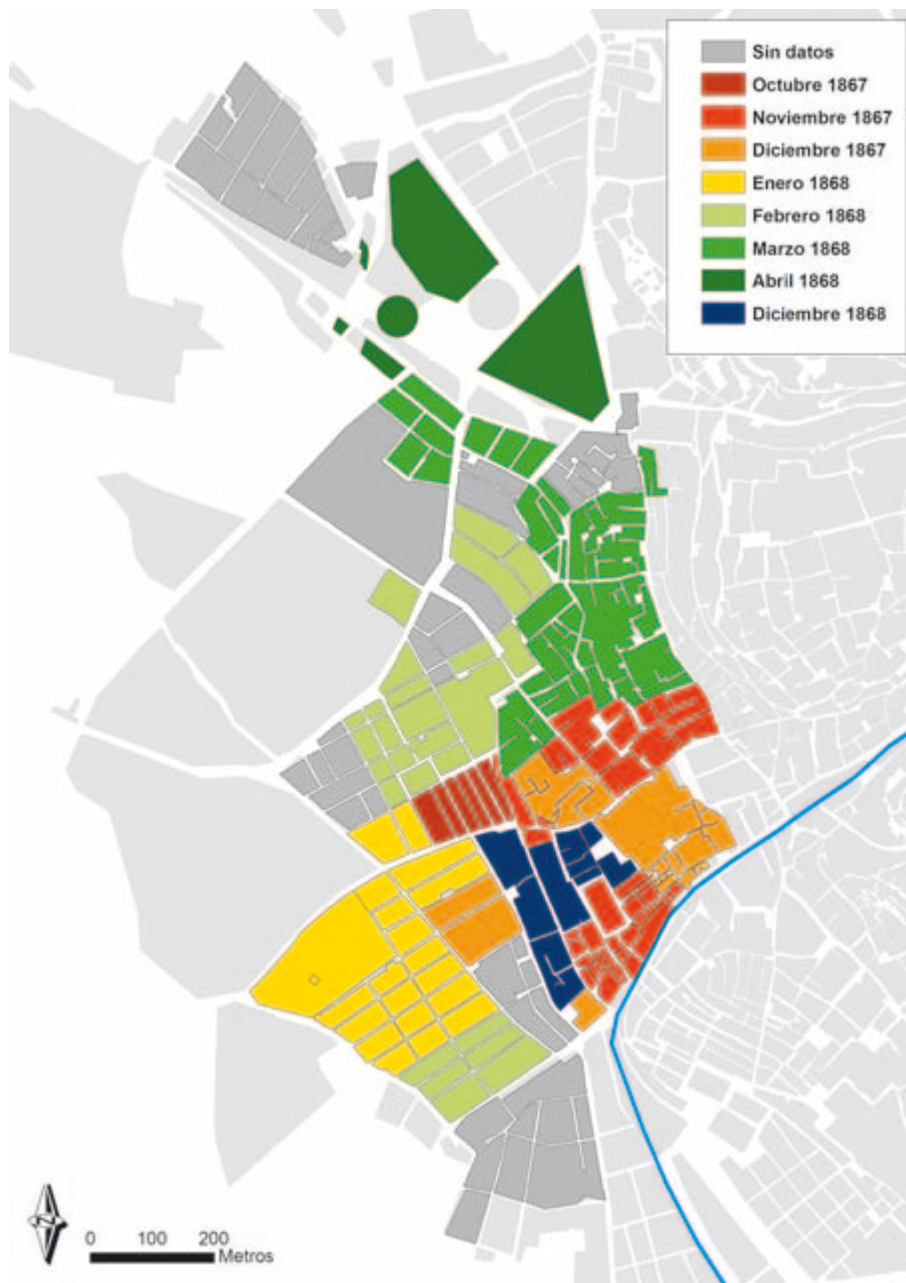 Sin datos
Octubre 1867
Noviembre 1867
Diciembre 1867
Enero 1868
Febrero 1868
Marzo 1868
Abril 1868
Diciembre 1868
N
0 100 200
Metros